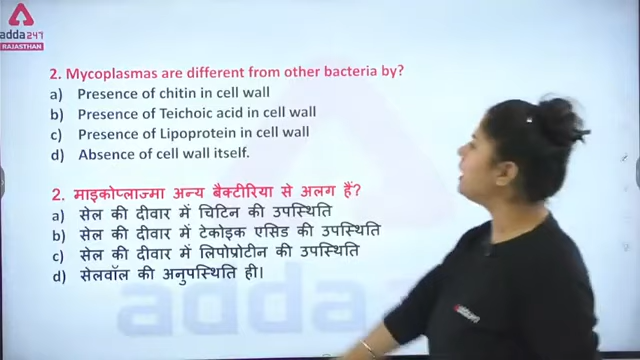 adda247
RAJASTHAN
2. Mycoplasmas are different from other bacteria by?
a) Presence of chitin in cell wall
b) Presence of Teichoic acid in cell wall
c) Presence of Lipoprotein in cell wall
d) Absence of cell wall itself.
2. माइकोप्लाज्मा अन्य बैक्टीरिया से अलग हैं?
a) सेल की दीवार में चिटिन की उपस्थिति
b) सेल की दीवार में टेकोइक एसिड की उपस्थिति
c) सेल की दीवार में लिपोप्रोटीन की उपस्थिति
d) सेलवॉल की अनुपस्थिति ही।
adda247
adda